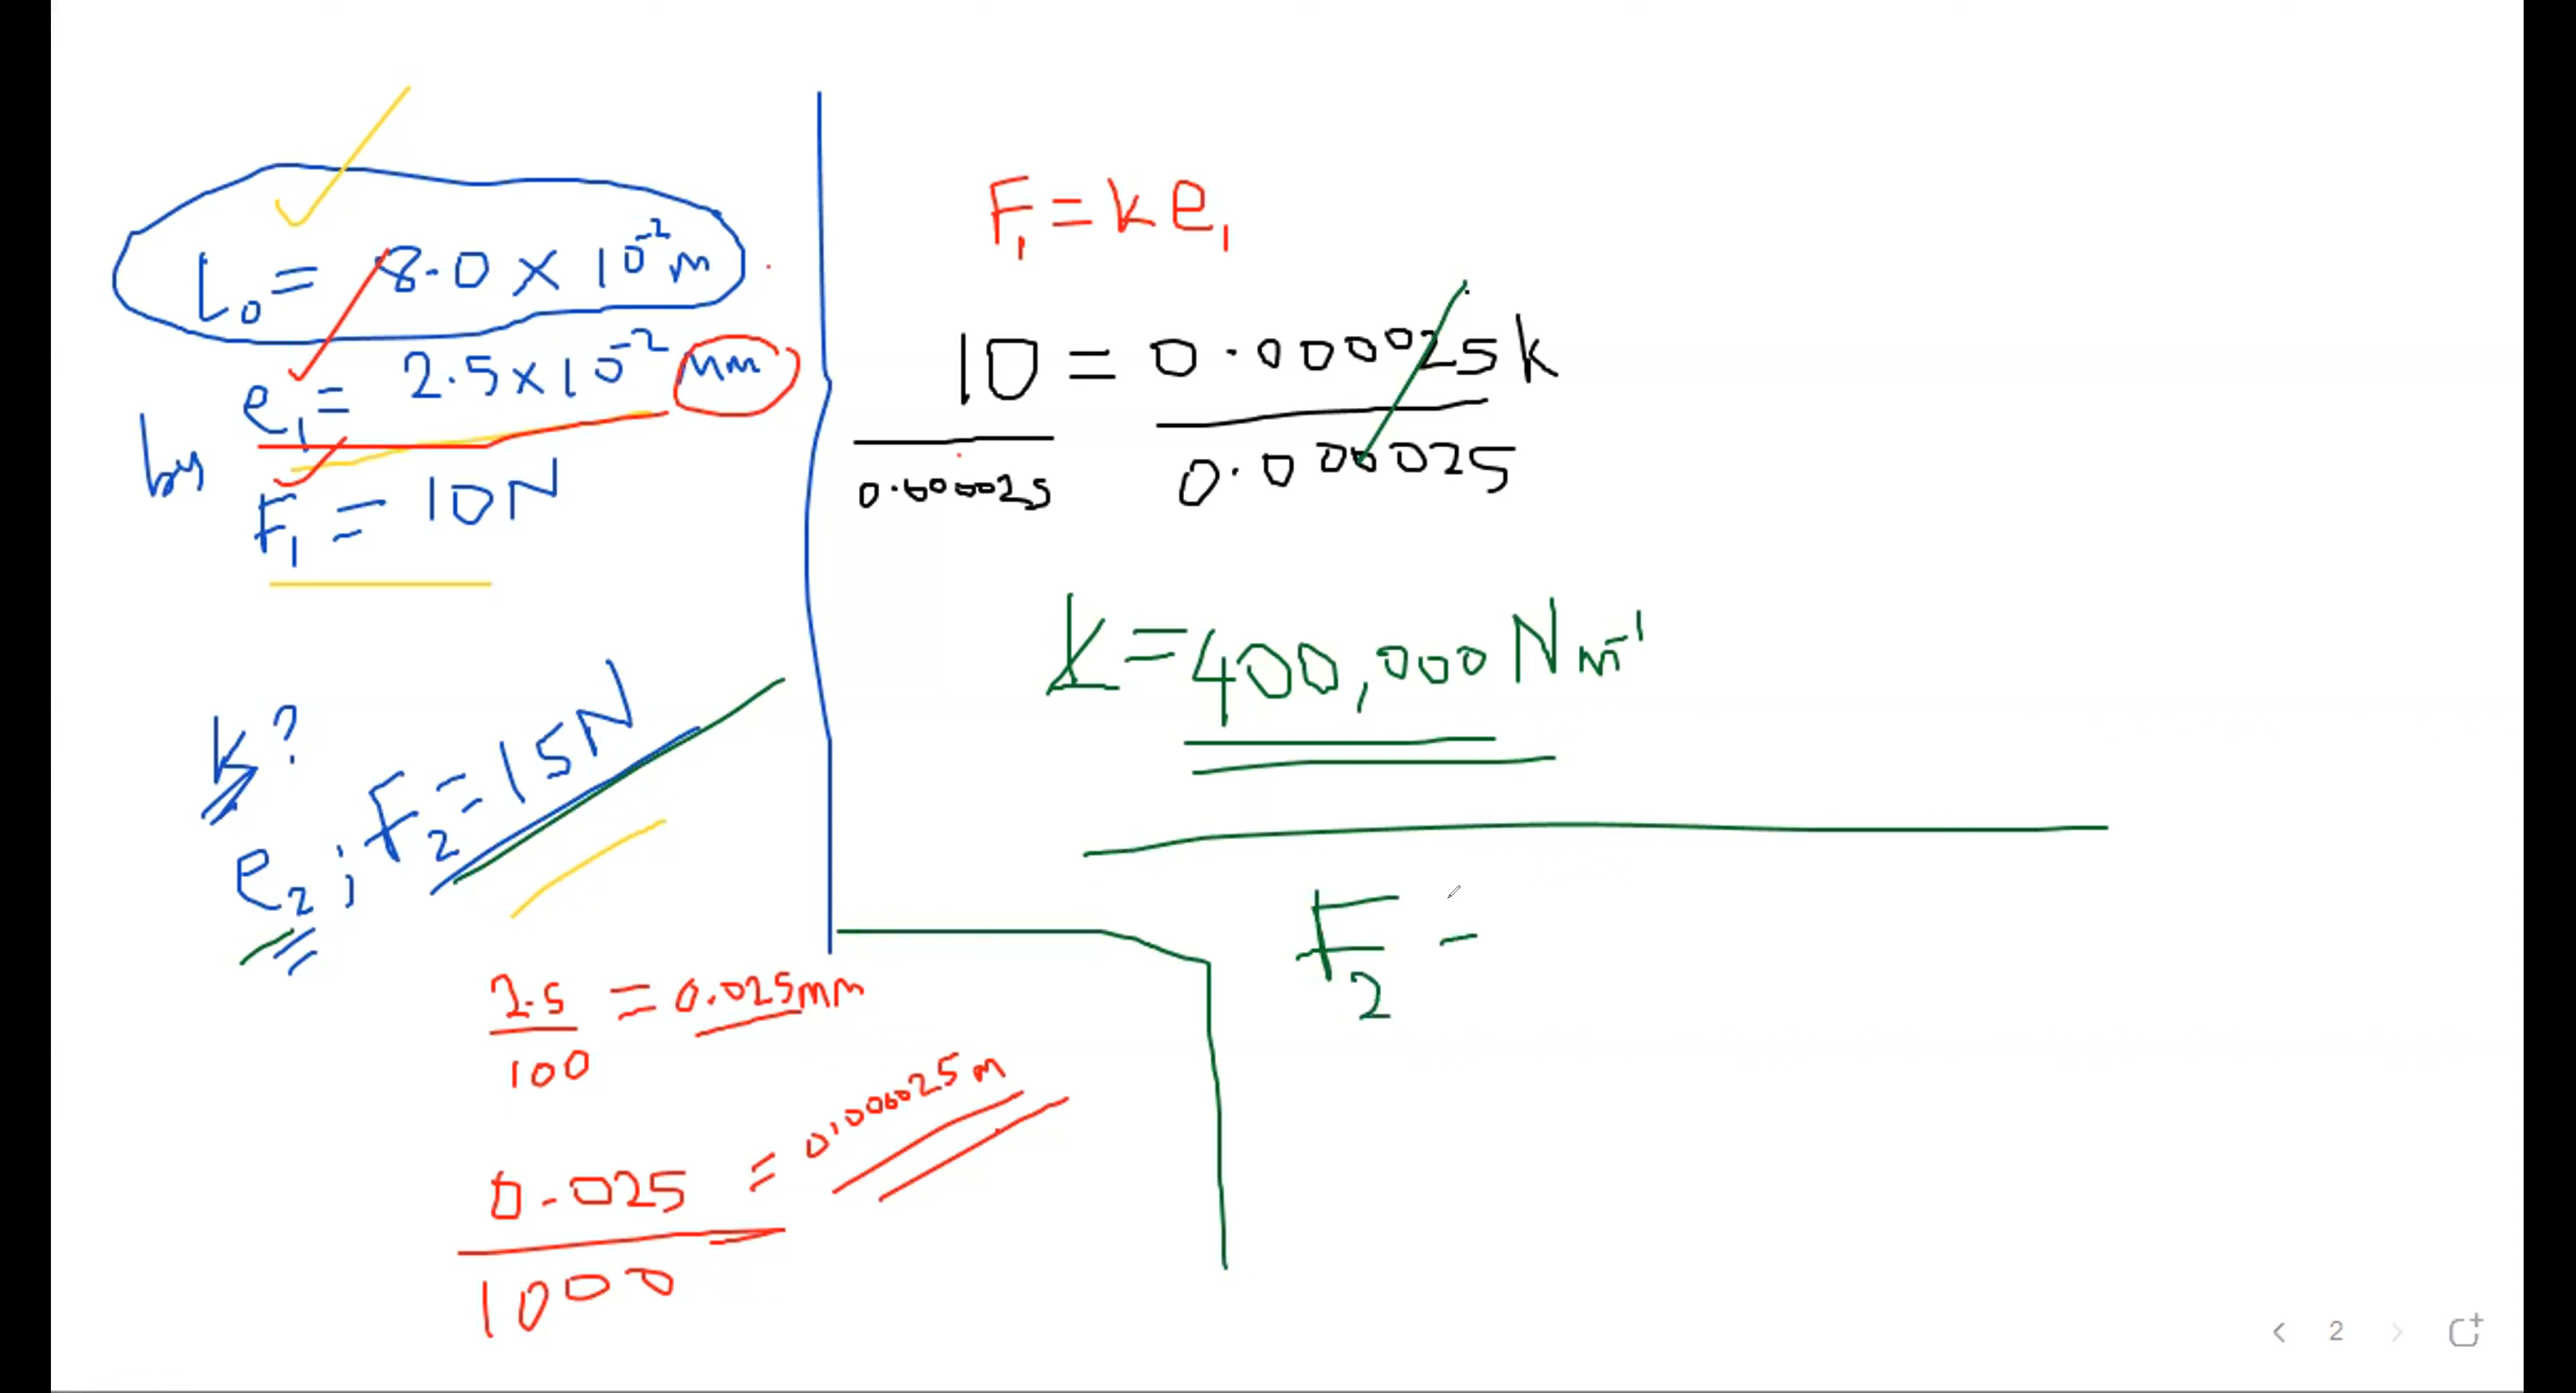 L₀ = 8.0 × 10⁻² m
e₁ = 2.5 × 10⁻² mm
by
F₁ = 10N
k?
e₂ ; F₂ = 15N
2.5/100 = 0.025mm
0.025/1000 = 0.000025 m
F₁ = k e₁
10 = 0.000025k
0.000025 0.000025
k = 400,000 Nm⁻¹
F₂ -
2